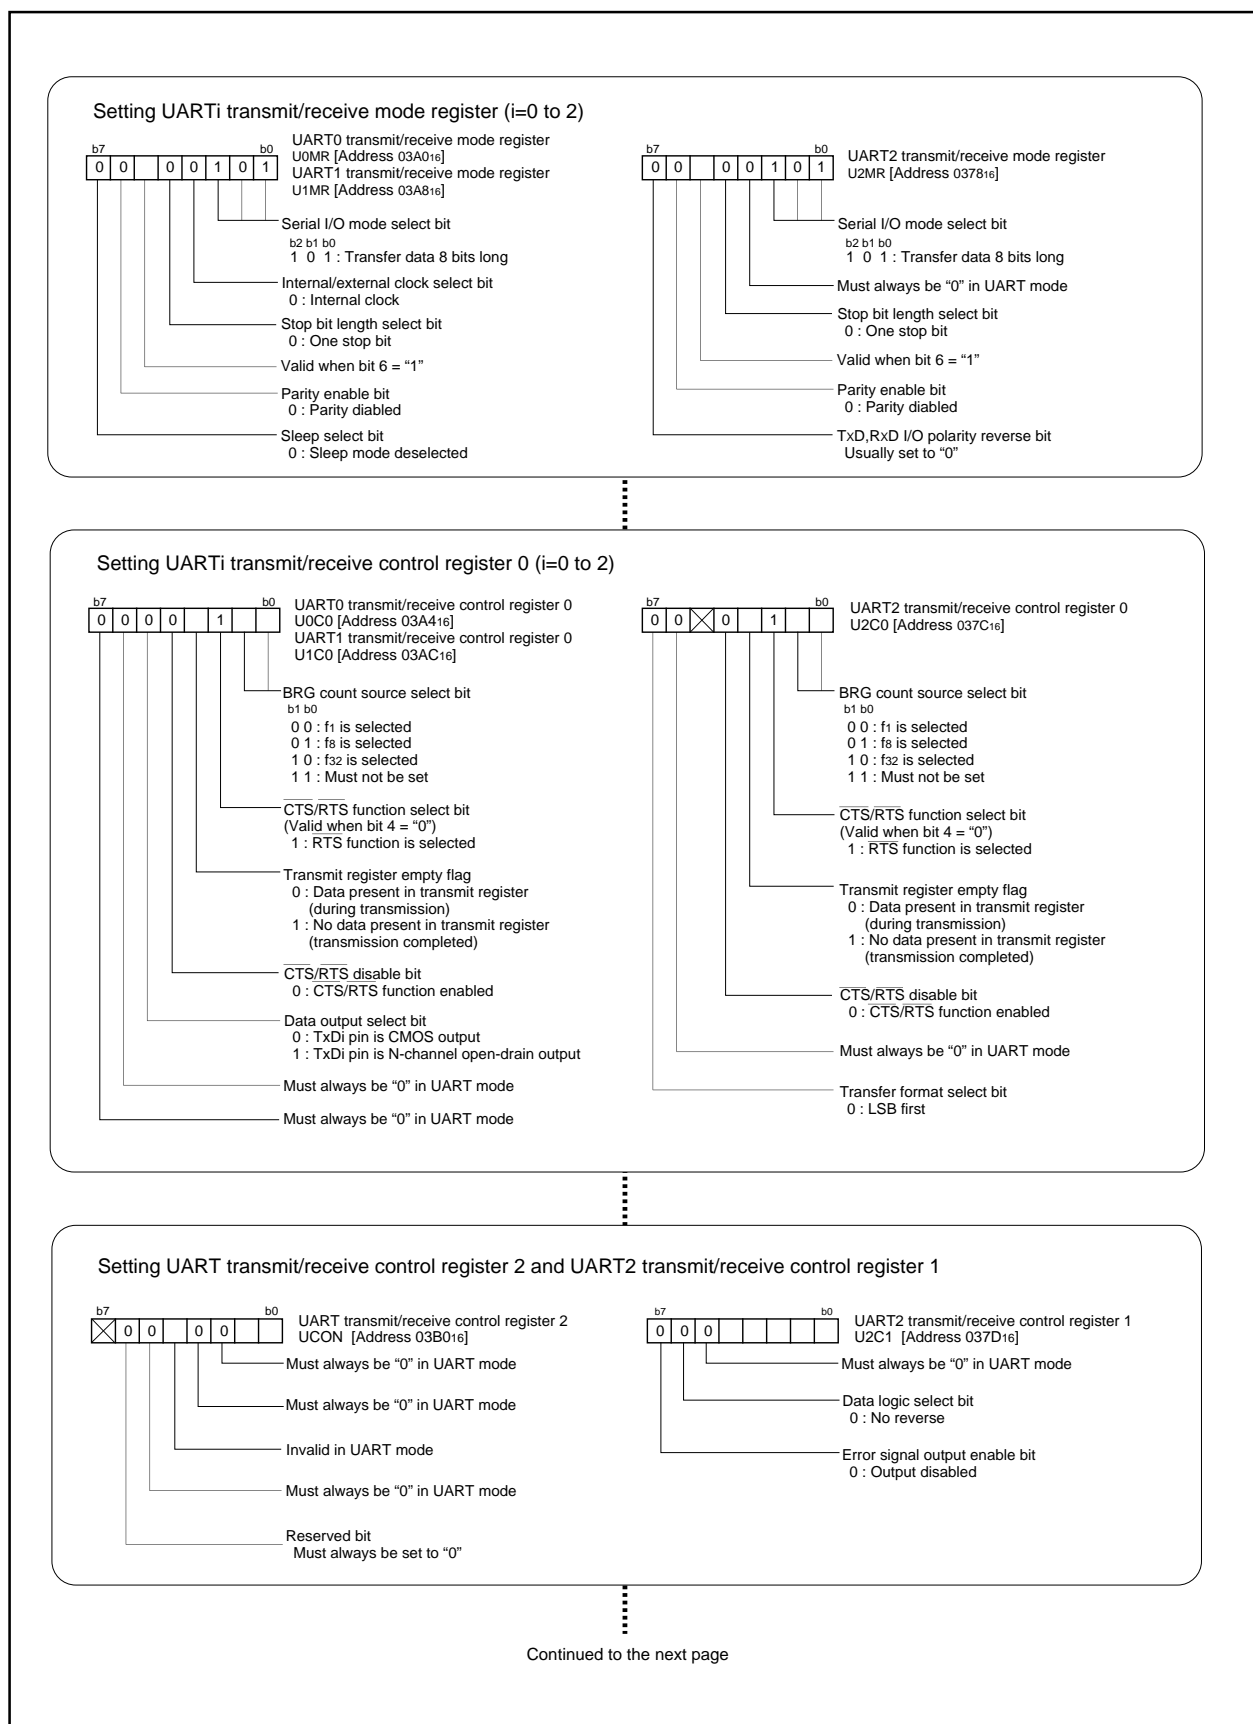 Setting UARTi transmit/receive mode register (i=0 to 2)
b7 b0
0 0 0 0 1 0 1
UART0 transmit/receive mode register
U0MR [Address 03A016]
UART1 transmit/receive mode register
U1MR [Address 03A816]
Serial I/O mode select bit
b2 b1 b0
1 0 1 : Transfer data 8 bits long
Internal/external clock select bit
0 : Internal clock
Stop bit length select bit
0 : One stop bit
Valid when bit 6 = “1”
Parity enable bit
0 : Parity diabled
Sleep select bit
0 : Sleep mode deselected
b7 b0
0 0 0 0 1 0 1
UART2 transmit/receive mode register
U2MR [Address 037816]
Serial I/O mode select bit
b2 b1 b0
1 0 1 : Transfer data 8 bits long
Must always be “0” in UART mode
Stop bit length select bit
0 : One stop bit
Valid when bit 6 = “1”
Parity enable bit
0 : Parity diabled
TxD,RxD I/O polarity reverse bit
Usually set to “0”
Setting UARTi transmit/receive control register 0 (i=0 to 2)
b7 b0
0 0 0 0 1
UART0 transmit/receive control register 0
U0C0 [Address 03A416]
UART1 transmit/receive control register 0
U1C0 [Address 03AC16]
BRG count source select bit
b1 b0
0 0 : f1 is selected
0 1 : f8 is selected
1 0 : f32 is selected
1 1 : Must not be set
CTS/RTS function select bit
(Valid when bit 4 = “0”)
1 : RTS function is selected
Transmit register empty flag
0 : Data present in transmit register
(during transmission)
1 : No data present in transmit register
(transmission completed)
CTS/RTS disable bit
0 : CTS/RTS function enabled
Data output select bit
0 : TxDi pin is CMOS output
1 : TxDi pin is N-channel open-drain output
Must always be “0” in UART mode
Must always be “0” in UART mode
b7 b0
0 0 0 1
UART2 transmit/receive control register 0
U2C0 [Address 037C16]
BRG count source select bit
b1 b0
0 0 : f1 is selected
0 1 : f8 is selected
1 0 : f32 is selected
1 1 : Must not be set
CTS/RTS function select bit
(Valid when bit 4 = “0”)
1 : RTS function is selected
Transmit register empty flag
0 : Data present in transmit register
(during transmission)
1 : No data present in transmit register
(transmission completed)
CTS/RTS disable bit
0 : CTS/RTS function enabled
Must always be “0” in UART mode
Transfer format select bit
0 : LSB first
Setting UART transmit/receive control register 2 and UART2 transmit/receive control register 1
b7 b0
0 0 0 0
UART transmit/receive control register 2
UCON [Address 03B016]
Must always be “0” in UART mode
Must always be “0” in UART mode
Invalid in UART mode
Must always be “0” in UART mode
Reserved bit
Must always be set to “0”
b7 b0
0 0 0
UART2 transmit/receive control register 1
U2C1 [Address 037D16]
Must always be “0” in UART mode
Data logic select bit
0 : No reverse
Error signal output enable bit
0 : Output disabled
Continued to the next page